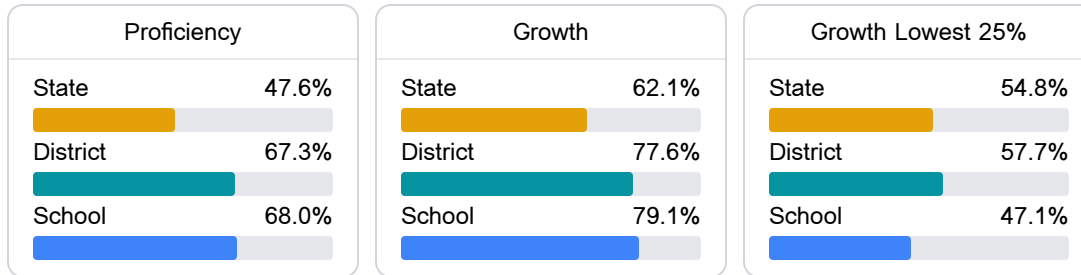 Proficiency
State 47.6%
District 67.3%
School 68.0%
Growth
State 62.1%
District 77.6%
School 79.1%
Growth Lowest 25%
State 54.8%
District 57.7%
School 47.1%